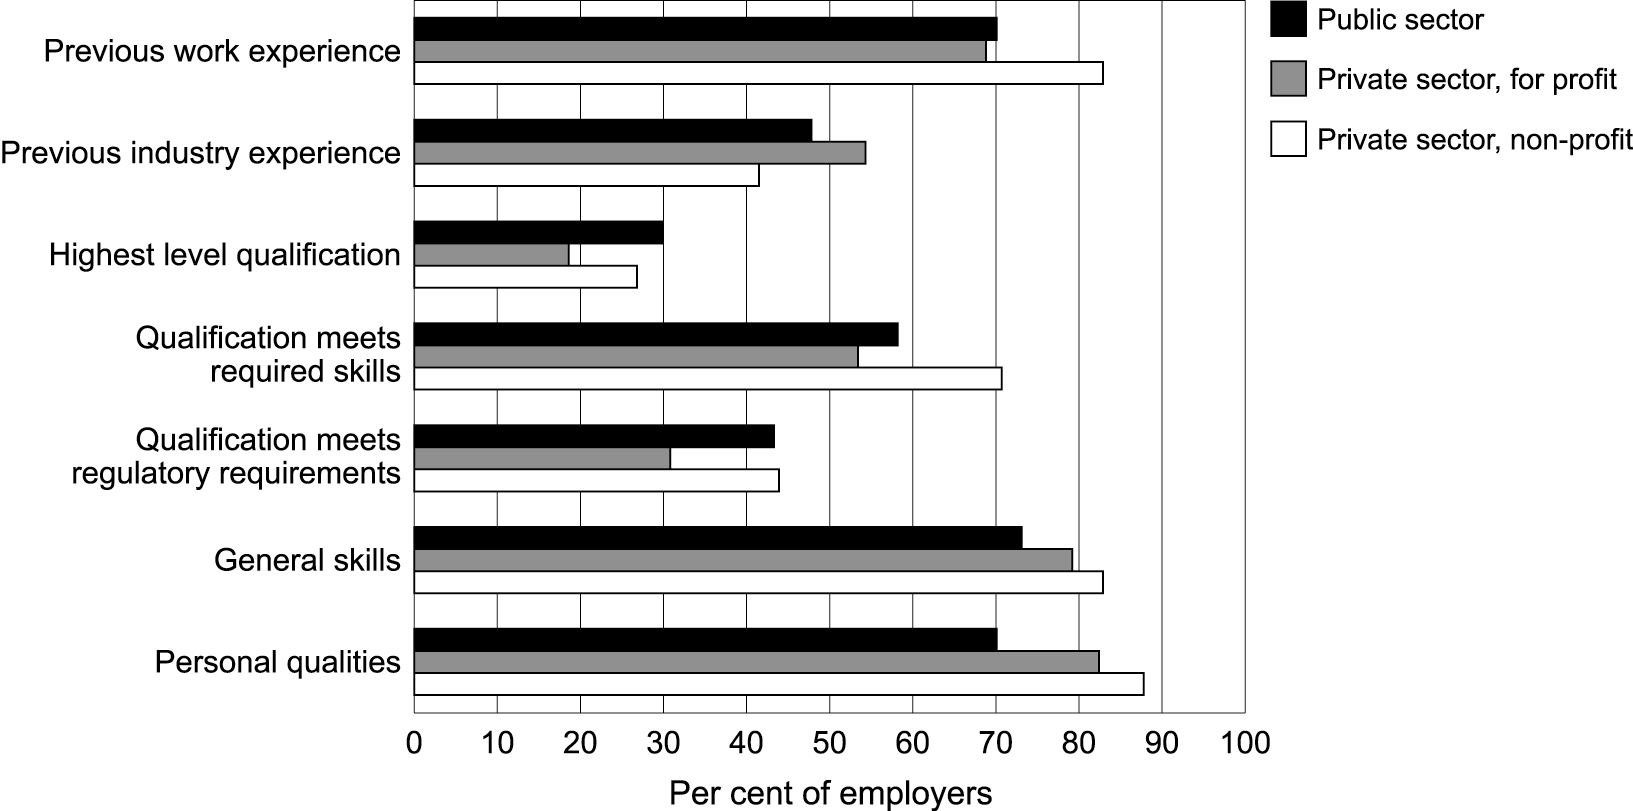 Previous work experience
Previous industry experience
Highest level qualification
Qualification meets
required skills
Qualification meets
regulatory requirements
General skills
Personal qualities
0 10 20 30 40 50 60 70 80 90 100
Per cent of employers
Public sector
Private sector, for profit
Private sector, non-profit